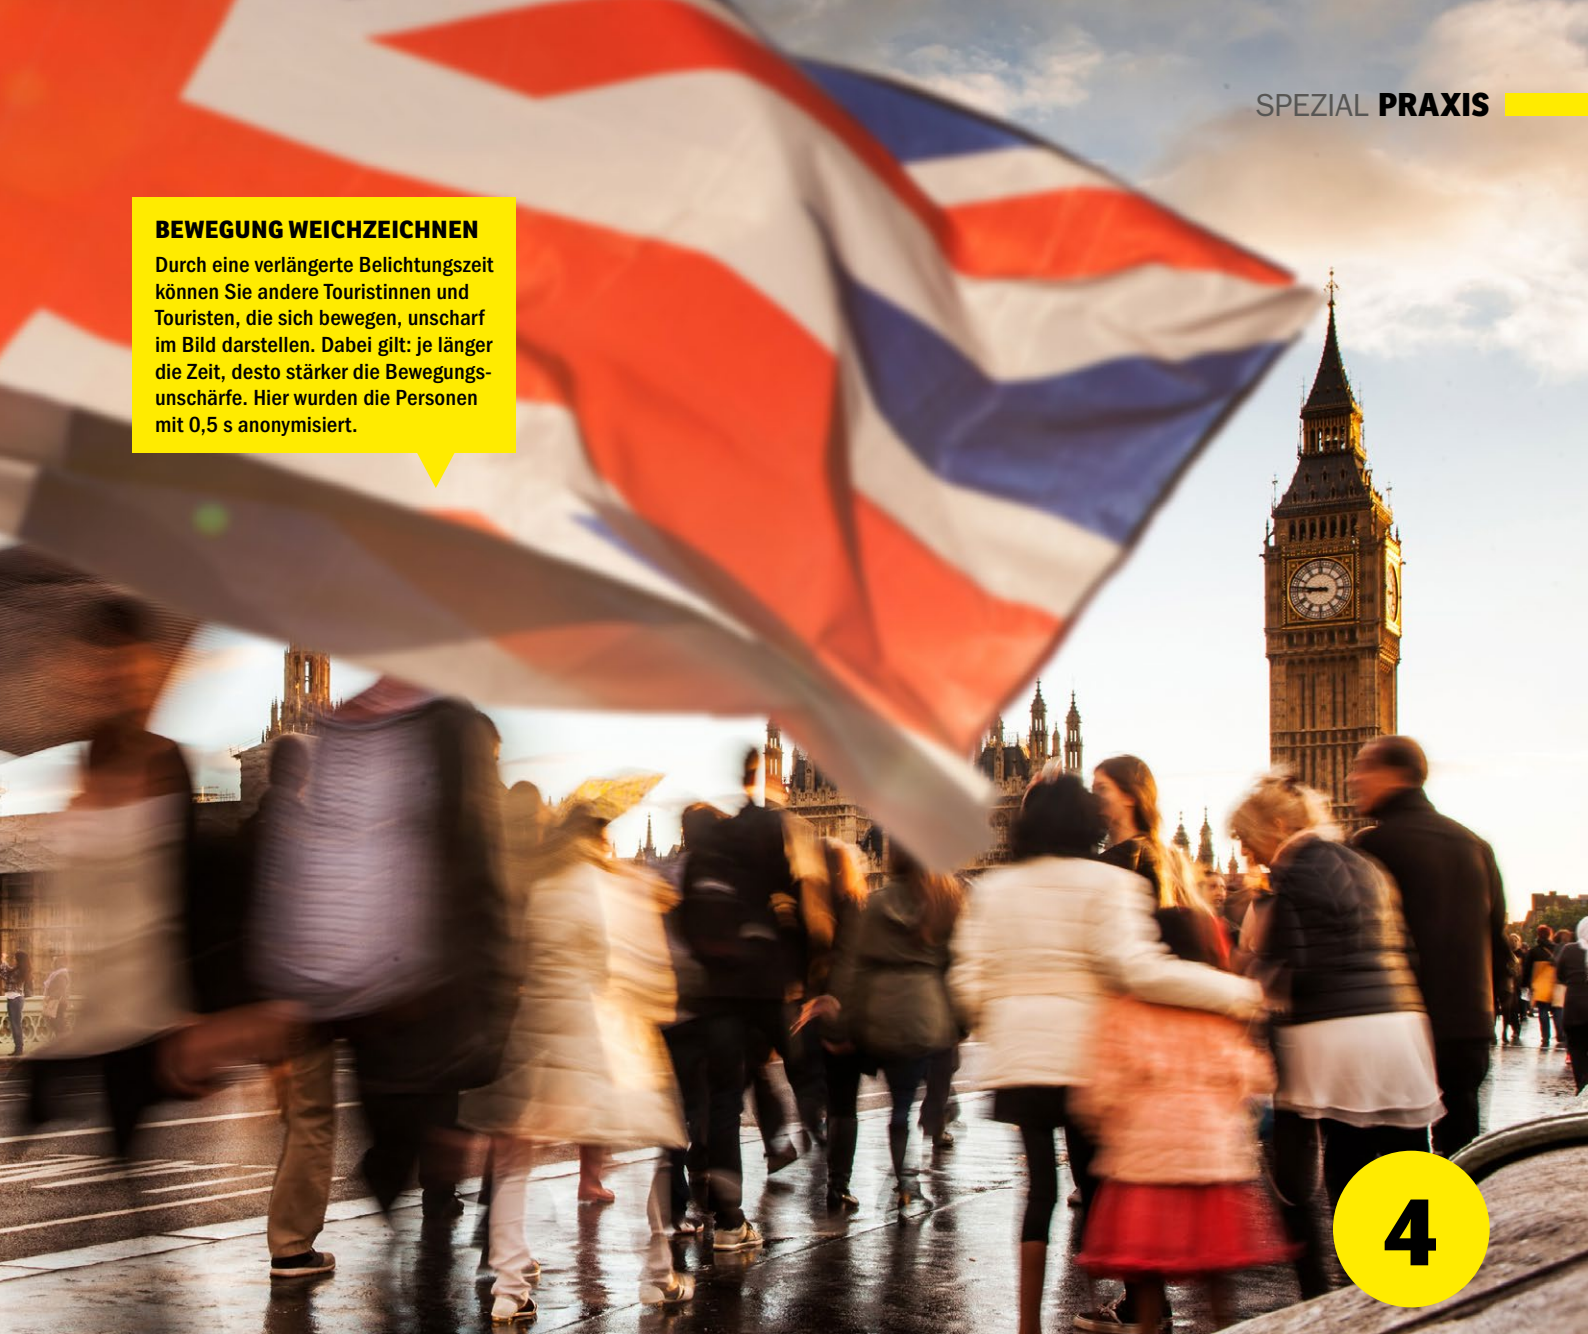 SPEZIAL PRAXIS
BEWEGUNG WEICHZEICHNEN
Durch eine verlängerte Belichtungszeit
können Sie andere Touristinnen und
Touristen, die sich bewegen, unscharf
im Bild darstellen. Dabei gilt: je länger
die Zeit, desto stärker die Bewegungs-
unschärfe. Hier wurden die Personen
mit 0,5 s anonymisiert.
4